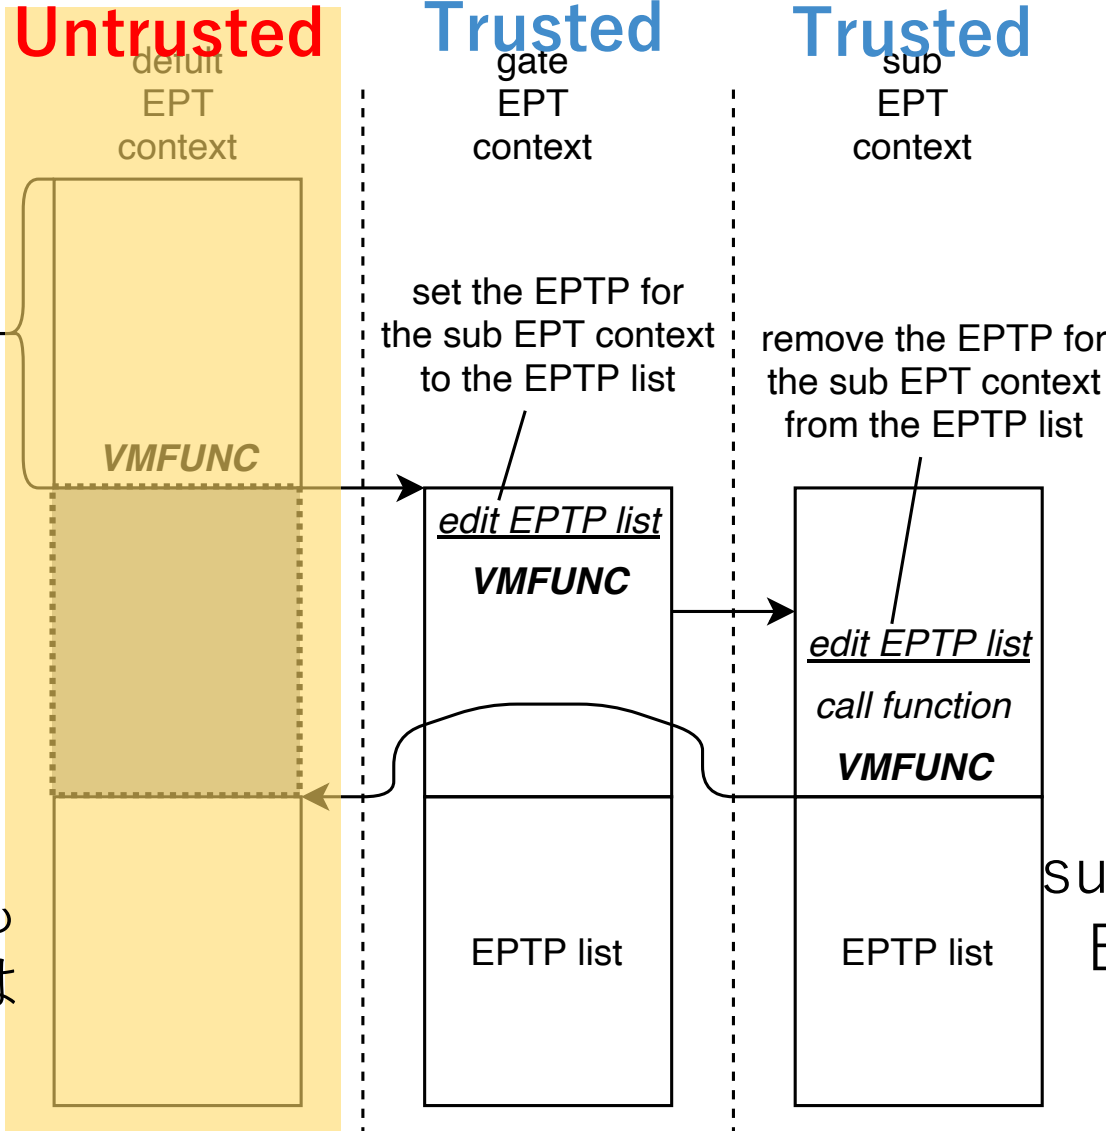 Untrusted
defult
EPT
context
Trusted
gate
EPT
context
Trusted
sub
EPT
context
set the EPTP for
the sub EPT context
to the EPTP list
remove the EPTP for
the sub EPT context
from the EPTP list
VMFUNC
edit EPTP list
VMFUNC
edit EPTP list
call function
VMFUNC
EPTP list
EPTP list
su
E